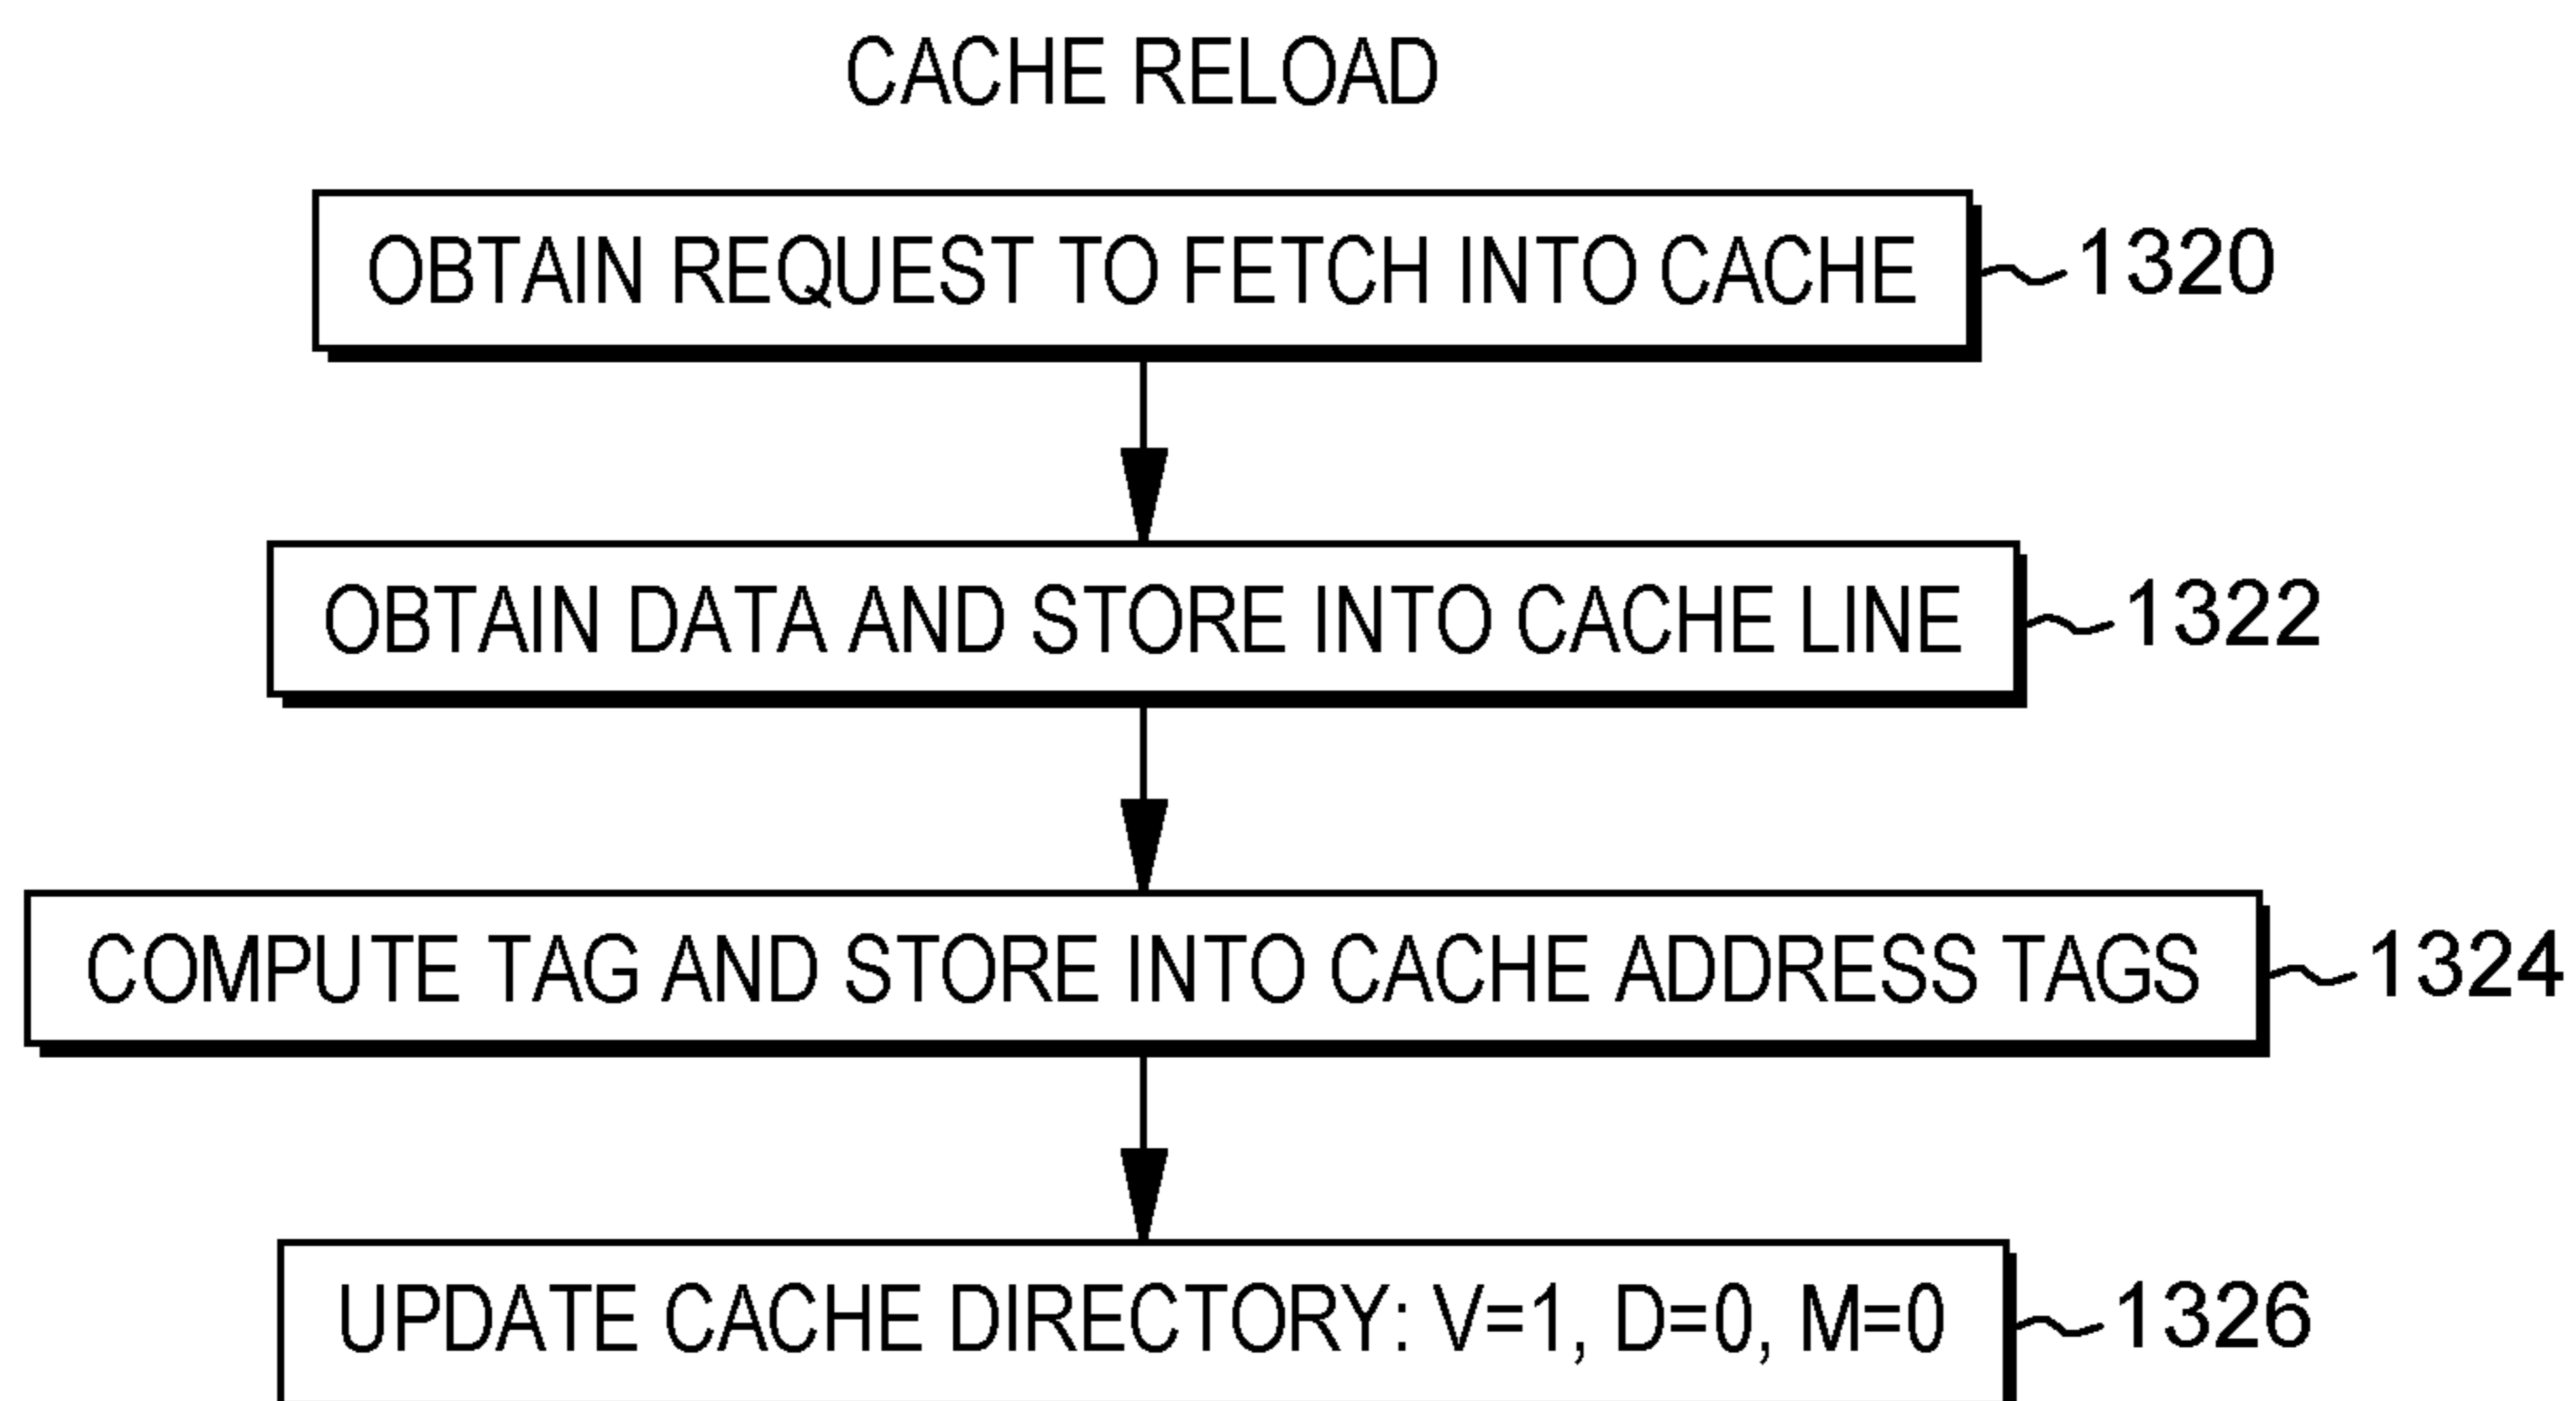 CACHE RELOAD
OBTAIN REQUEST TO FETCH INTO CACHE
1320
OBTAIN DATA AND STORE INTO CACHE LINE
1322
COMPUTE TAG AND STORE INTO CACHE ADDRESS TAGS
1324
UPDATE CACHE DIRECTORY: V=1, D=0, M=0
1326